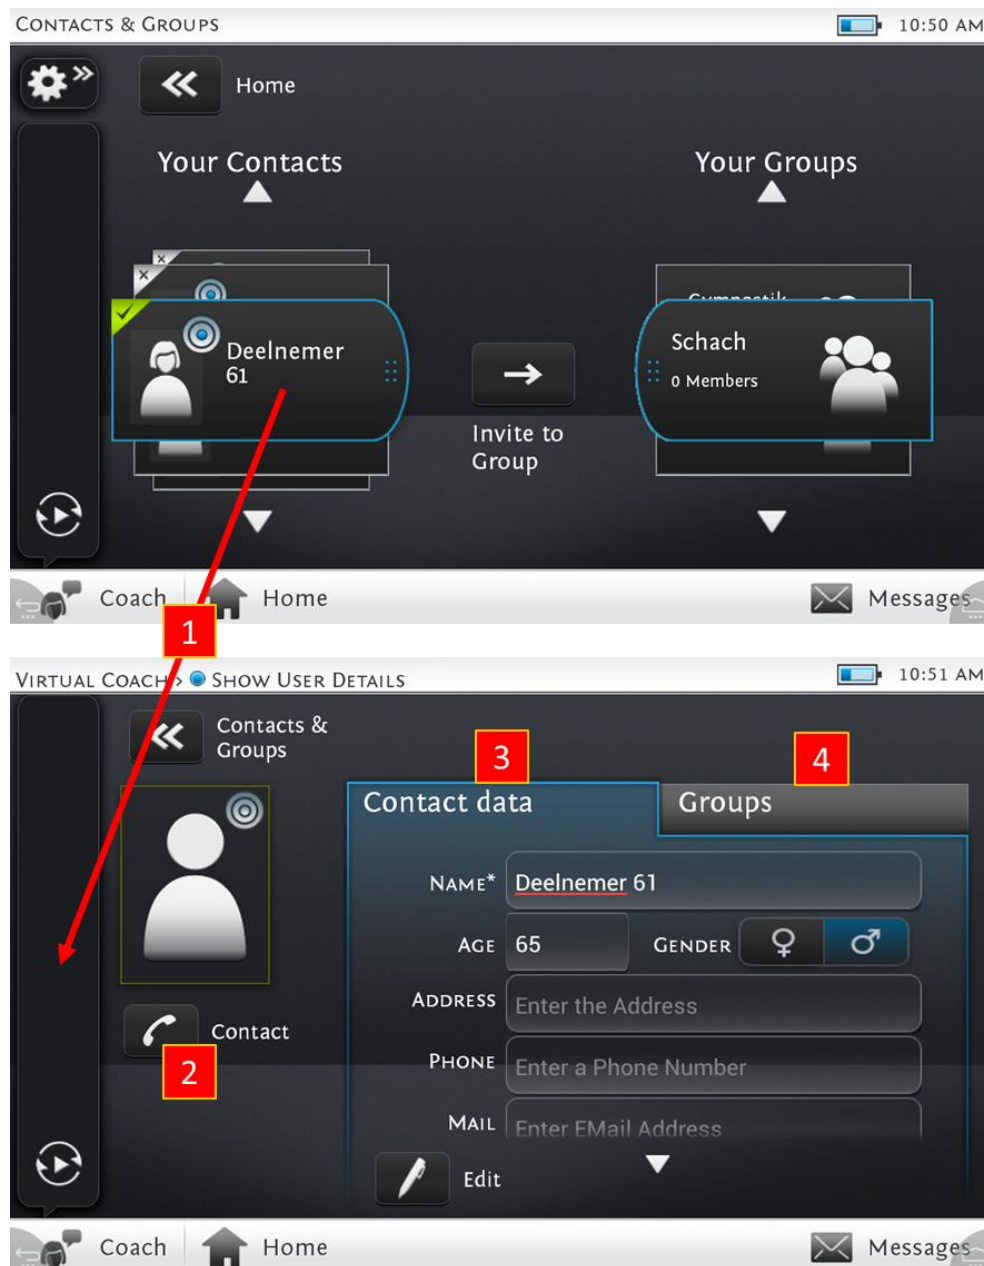 CONTACTS & GROUPS
10:50 AM
Home
Your Contacts
Your Groups
Gymnastik
Deelnemer
61
Schach
0 Members
Invite to
Group
Coach
Home
Messages
1
VIRTUAL COACH > SHOW USER DETAILS
10:51 AM
Contacts &
Groups
3
4
Contact data
Groups
NAME* Deelnemer 61
AGE 65 GENDER
ADDRESS Enter the Address
Contact
2
PHONE Enter a Phone Number
MAIL Enter EMail Address
Edit
Coach
Home
Messages